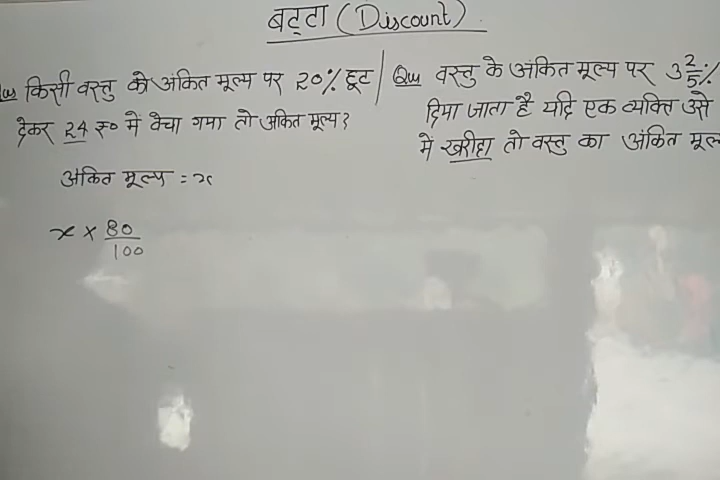 बट्टा (Discount)
Qu किसी वस्तु को अंकित मूल्य पर 20% छूट
देकर 24 रु० में बेचा गया तो अंकित मूल्य?
अंकित मूल्य = x
x × 80/100
Qu वस्तु के अंकित मूल्य पर 3 2/5 %
दिया जाता है यदि एक व्यक्ति उसे
में खरीदा तो वस्तु का अंकित मूल्